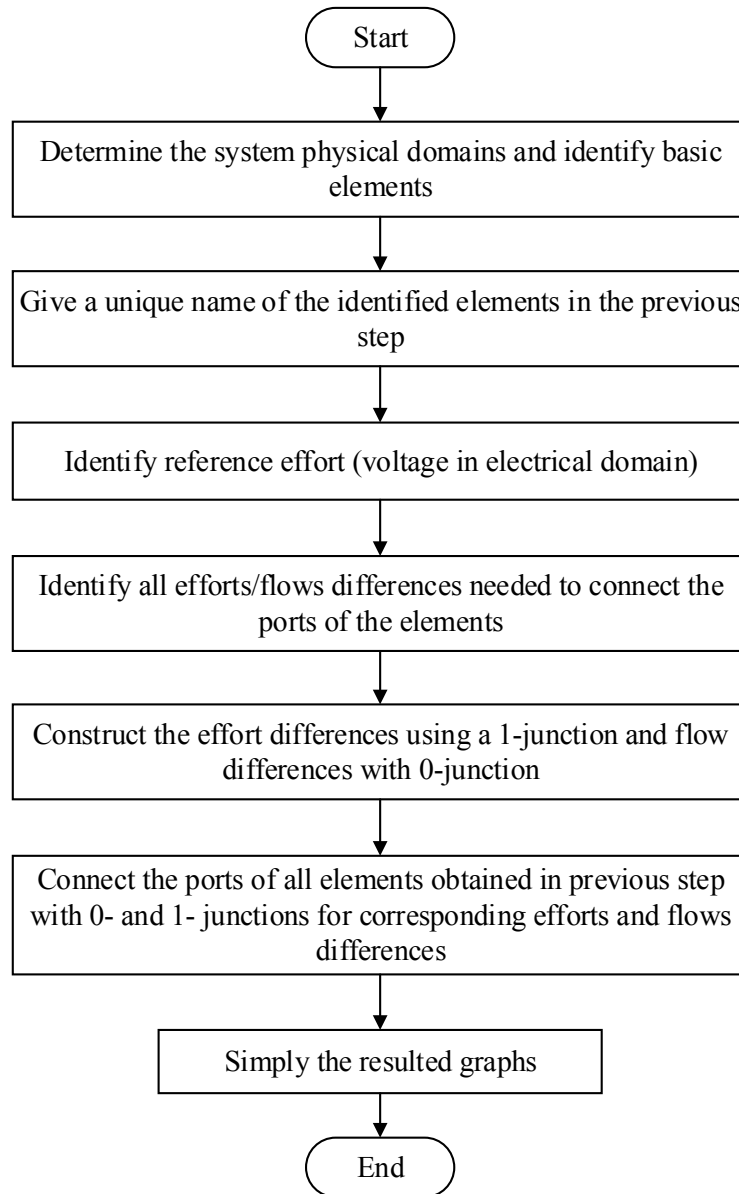 Start
Determine the system physical domains and identify basic
elements
Give a unique name of the identified elements in the previous
step
Identify reference effort (voltage in electrical domain)
Identify all efforts/flows differences needed to connect the
ports of the elements
Construct the effort differences using a 1-junction and flow
differences with 0-junction
Connect the ports of all elements obtained in previous step
with 0- and 1- junctions for corresponding efforts and flows
differences
Simply the resulted graphs
End